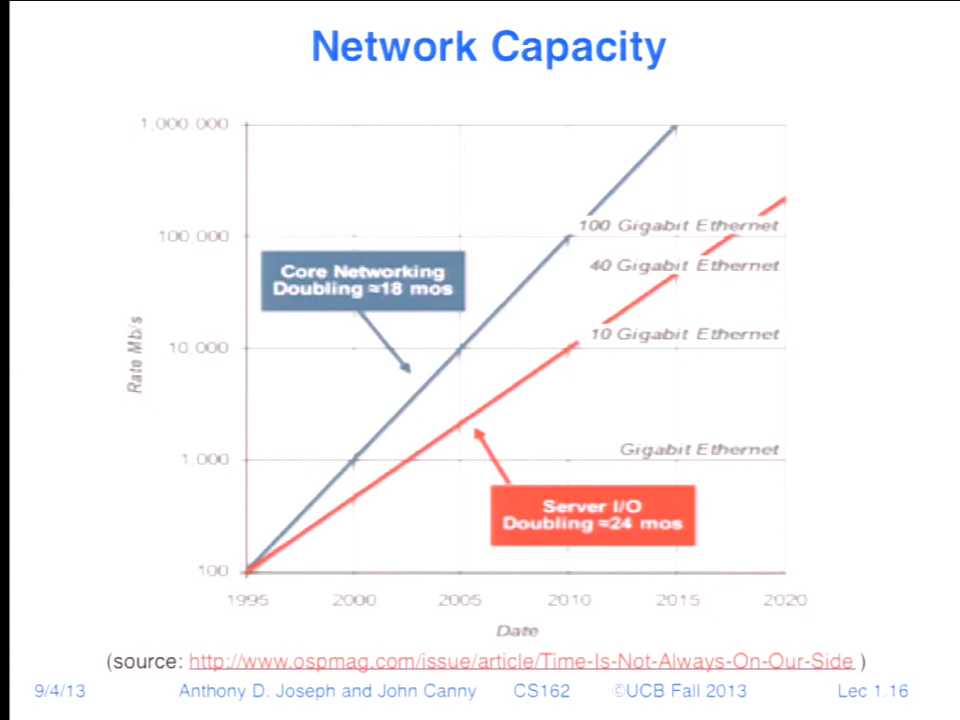 Network Capacity
1,000,000
100,000
10,000
1,000
100
Rate Mb/s
Core Networking
Doubling ≈18 mos
100 Gigabit Ethernet
40 Gigabit Ethernet
10 Gigabit Ethernet
Gigabit Ethernet
Server I/O
Doubling ≈24 mos
1995 2000 2005 2010 2015 2020
Date
(source: http://www.ospmag.com/issue/article/Time-Is-Not-Always-On-Our-Side )
9/4/13 Anthony D. Joseph and John Canny CS162 ©UCB Fall 2013 Lec 1.16